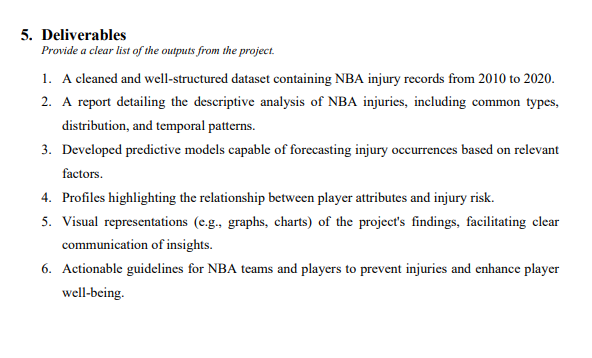 5. Deliverables
Provide a clear list of the outputs from the project.
1. A cleaned and well-structured dataset containing NBA injury records from 2010 to 2020.
2. A report detailing the descriptive analysis of NBA injuries, including common types,
distribution, and temporal patterns.
3. Developed predictive models capable of forecasting injury occurrences based on relevant
factors.
4. Profiles highlighting the relationship between player attributes and injury risk.
5. Visual representations (e.g., graphs, charts) of the project's findings, facilitating clear
communication of insights.
6. Actionable guidelines for NBA teams and players to prevent injuries and enhance player
well-being.